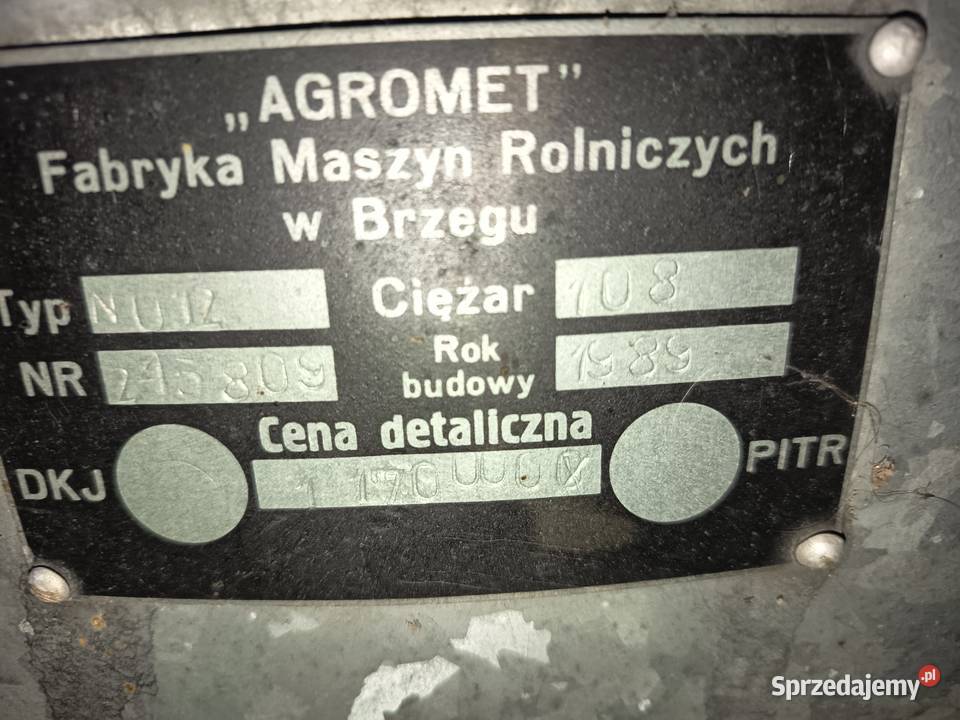 „AGROMET”
Fabryka Maszyn Rolniczych
w Brzegu
Typ Ciężar 108
NR Rok budowy 1989
Cena detaliczna
DKJ PITR
Sprzedajemy.pl